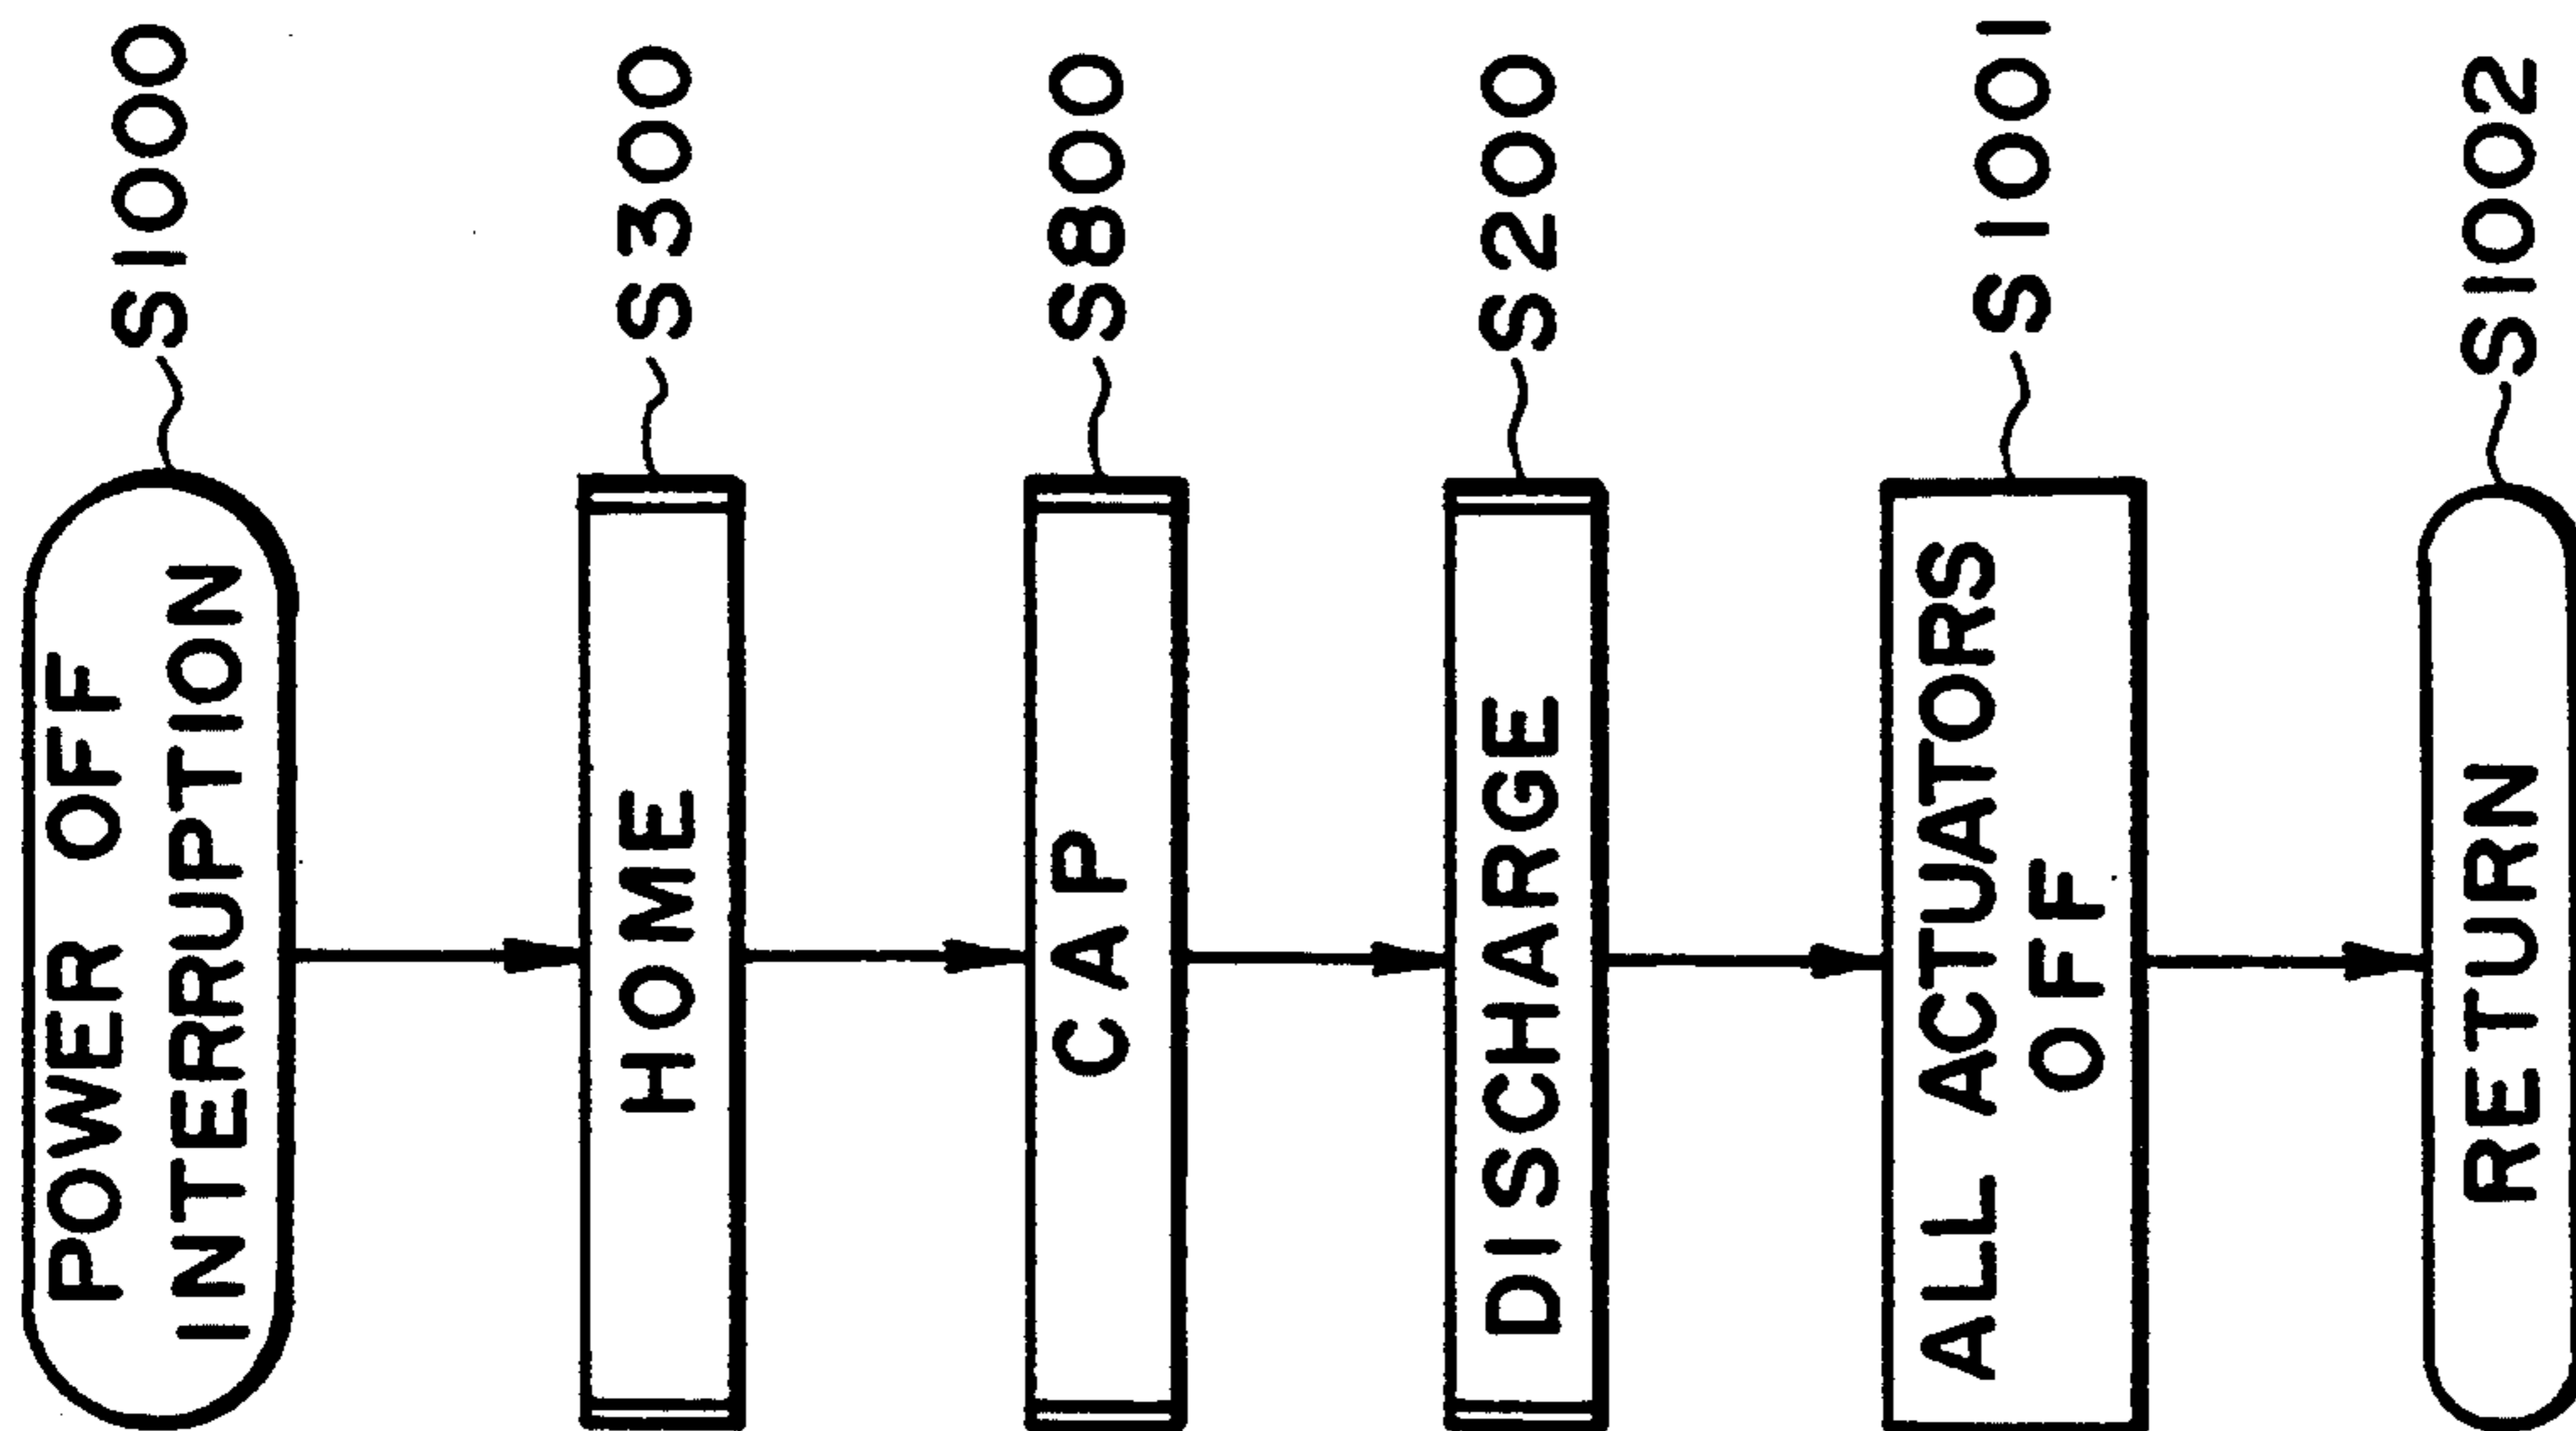 POWER OFF
INTERRUPTION
S1000
HOME
S300
CAP
S800
DISCHARGE
S200
ALL ACTUATORS
OFF
S1001
RETURN
S1002